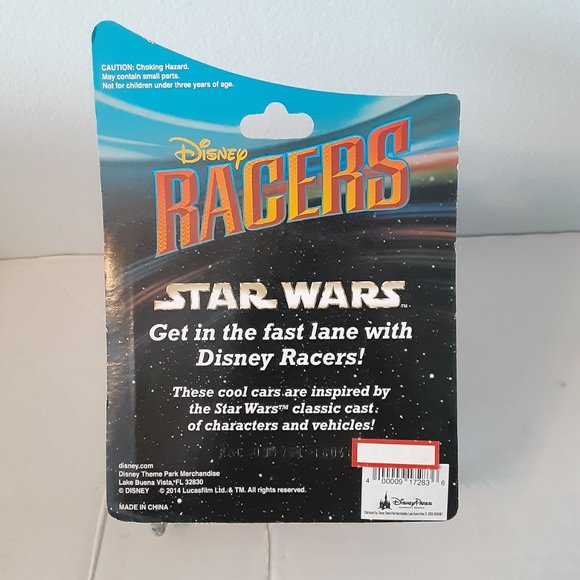 CAUTION: Choking Hazard.
May contain small parts.
Not for children under three years of age.
Disney
RACERS
STAR WARS™
Get in the fast lane with
Disney Racers!
These cool cars are inspired by
the Star Wars™ classic cast
of characters and vehicles!
disney.com
Disney Theme Park Merchandise
Lake Buena Vista, FL 32830
© DISNEY © 2014 Lucasfilm Ltd. & TM. All rights reserved.
MADE IN CHINA
4 00009 17283 6
Disney Parks